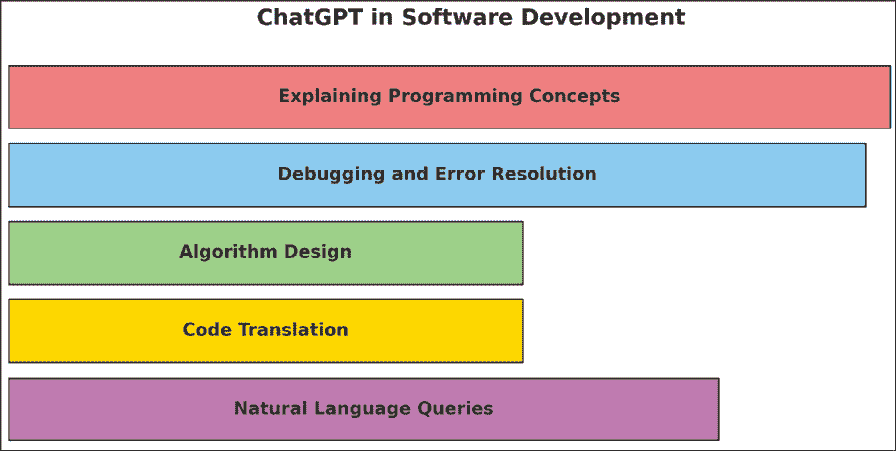 ChatGPT in Software Development
Explaining Programming Concepts
Debugging and Error Resolution
Algorithm Design
Code Translation
Natural Language Queries